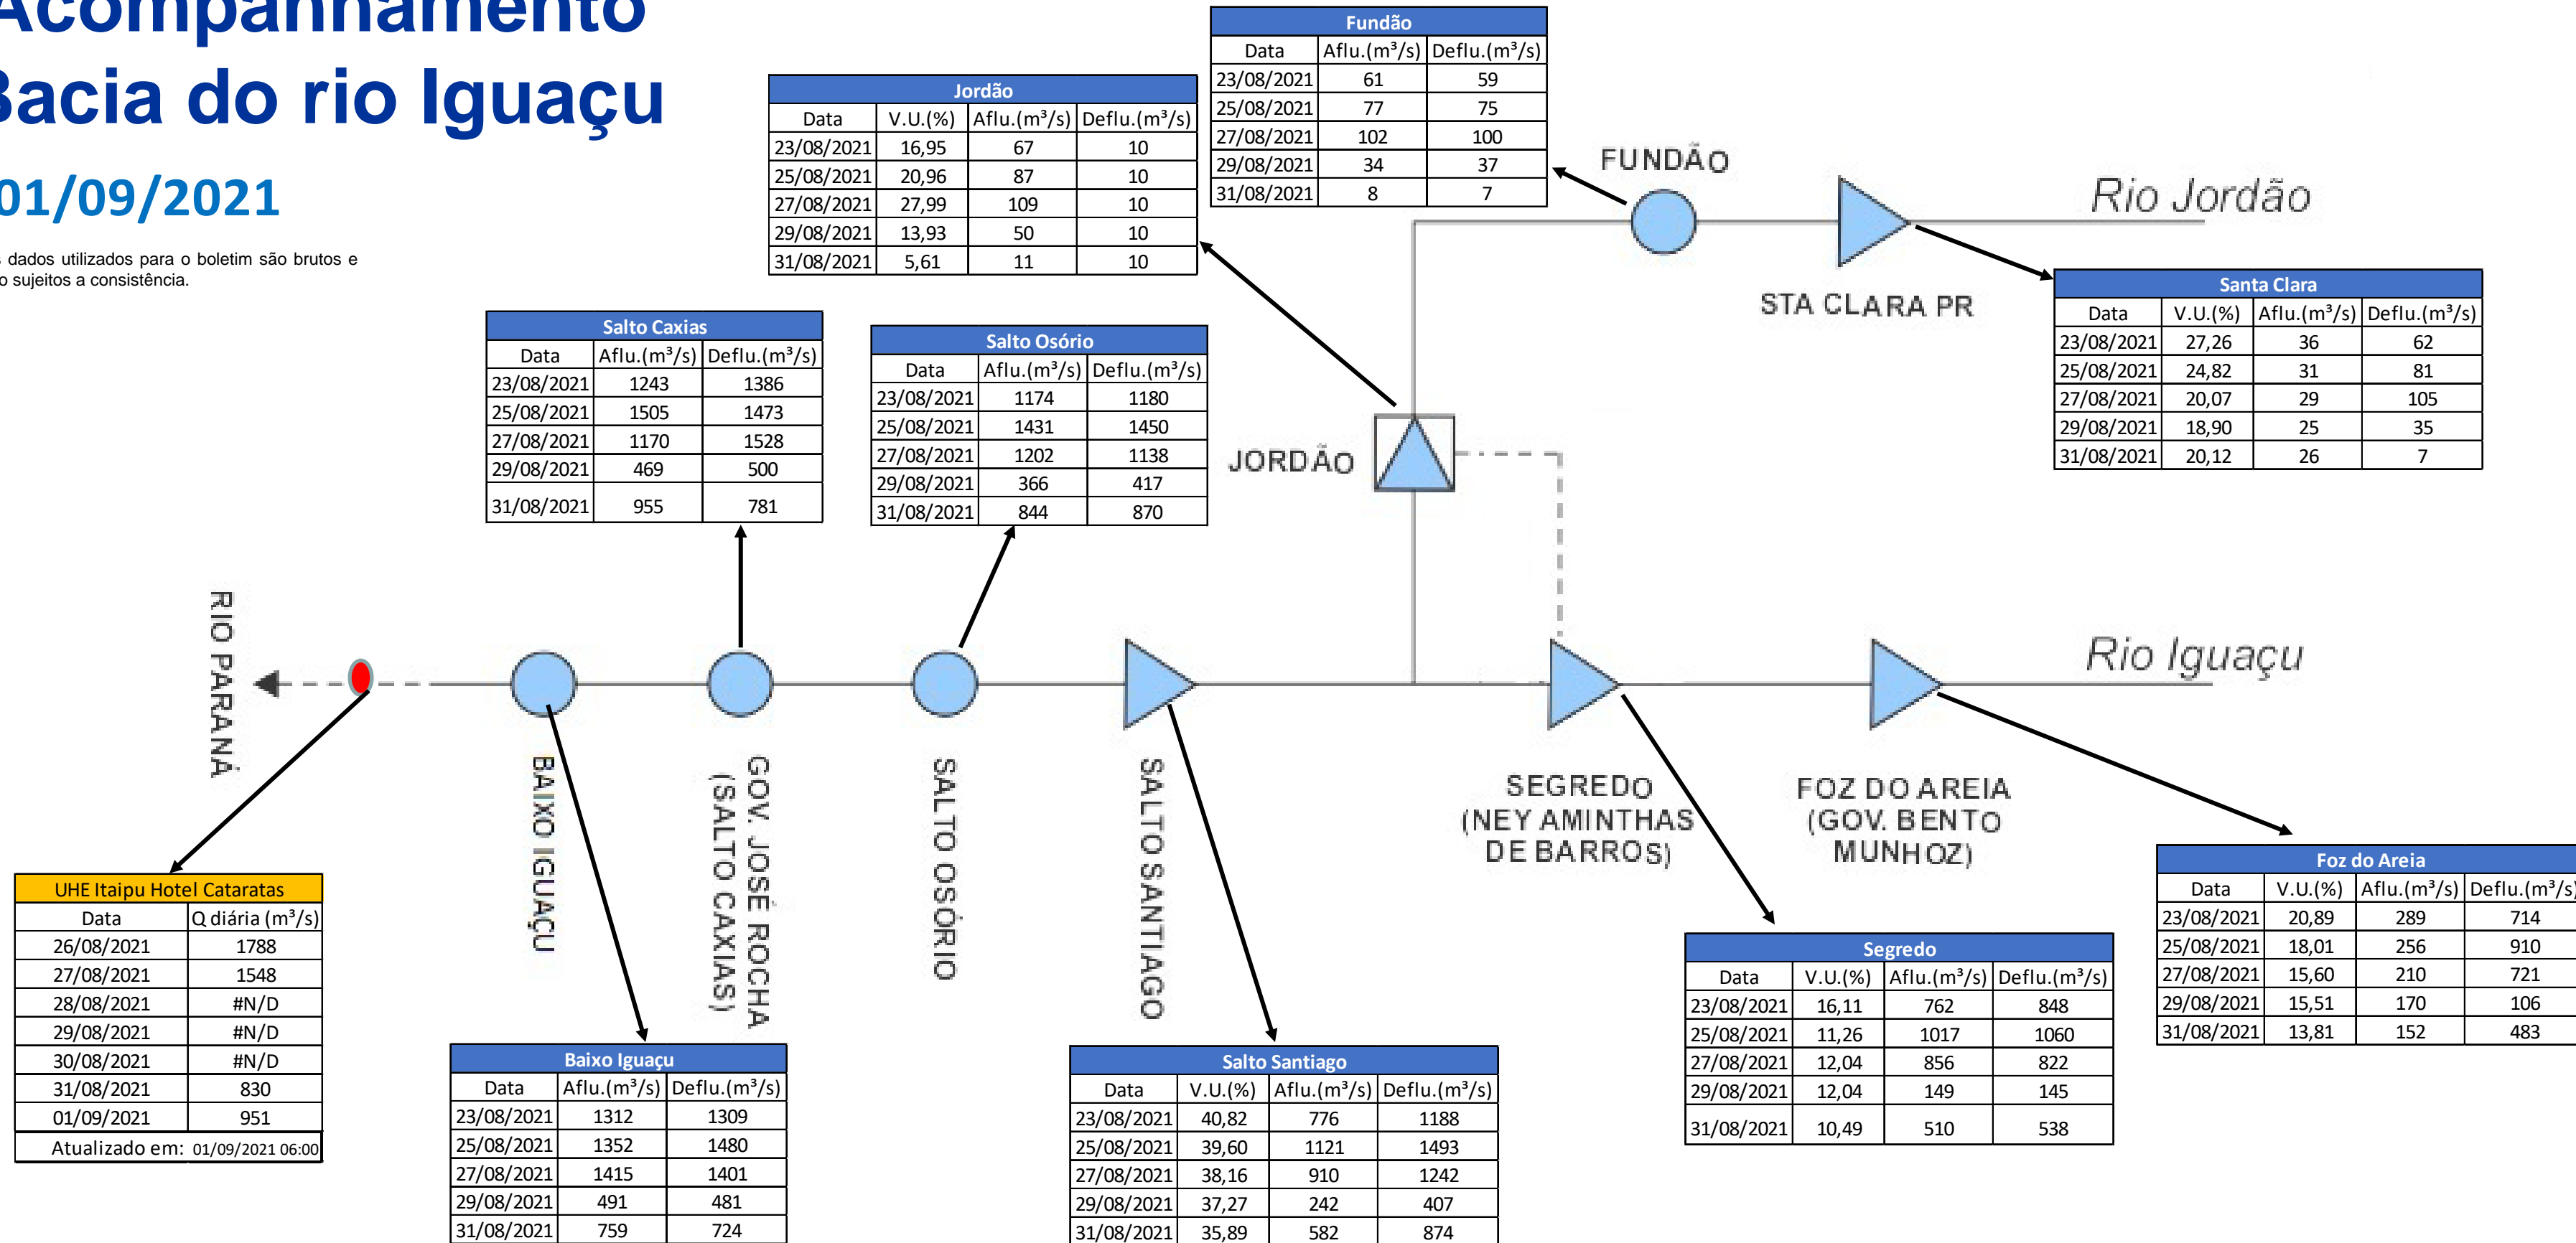 Acompanhamento
Bacia do rio Iguaçu
01/09/2021
s dados utilizados para o boletim são brutos e
o sujeitos a consistência.
Fundão
Data Aflu.(m³/s) Deflu.(m³/s)
23/08/2021 61 59
25/08/2021 77 75
27/08/2021 102 100
29/08/2021 34 37
31/08/2021 8 7
Jordão
Data V.U.(%) Aflu.(m³/s) Deflu.(m³/s)
23/08/2021 16,95 67 10
25/08/2021 20,96 87 10
27/08/2021 27,99 109 10
29/08/2021 13,93 50 10
31/08/2021 5,61 11 10
FUNDÃO
Rio Jordão
STA CLARA PR
Santa Clara
Data V.U.(%) Aflu.(m³/s) Deflu.(m³/s)
23/08/2021 27,26 36 62
25/08/2021 24,82 31 81
27/08/2021 20,07 29 105
29/08/2021 18,90 25 35
31/08/2021 20,12 26 7
Salto Caxias
Data Aflu.(m³/s) Deflu.(m³/s)
23/08/2021 1243 1386
25/08/2021 1505 1473
27/08/2021 1170 1528
29/08/2021 469 500
31/08/2021 955 781
Salto Osório
Data Aflu.(m³/s) Deflu.(m³/s)
23/08/2021 1174 1180
25/08/2021 1431 1450
27/08/2021 1202 1138
29/08/2021 366 417
31/08/2021 844 870
JORDÃO
RIO PARANÁ
Rio Iguaçu
BAIXO IGUAÇU
GOV. JOSÉ ROCHA
(SALTO CAXIAS)
SALTO OSÓRIO
SALTO SANTIAGO
SEGREDO
(NEY AMINTHAS
DE BARROS)
FOZ DO AREIA
(GOV. BENTO
MUNHOZ)
UHE Itaipu Hotel Cataratas
Data Q diária (m³/s)
26/08/2021 1788
27/08/2021 1548
28/08/2021 #N/D
29/08/2021 #N/D
30/08/2021 #N/D
31/08/2021 830
01/09/2021 951
Atualizado em: 01/09/2021 06:00
Baixo Iguaçu
Data Aflu.(m³/s) Deflu.(m³/s)
23/08/2021 1312 1309
25/08/2021 1352 1480
27/08/2021 1415 1401
29/08/2021 491 481
31/08/2021 759 724
Salto Santiago
Data V.U.(%) Aflu.(m³/s) Deflu.(m³/s)
23/08/2021 40,82 776 1188
25/08/2021 39,60 1121 1493
27/08/2021 38,16 910 1242
29/08/2021 37,27 242 407
31/08/2021 35,89 582 874
Segredo
Data V.U.(%) Aflu.(m³/s) Deflu.(m³/s)
23/08/2021 16,11 762 848
25/08/2021 11,26 1017 1060
27/08/2021 12,04 856 822
29/08/2021 12,04 149 145
31/08/2021 10,49 510 538
Foz do Areia
Data V.U.(%) Aflu.(m³/s) Deflu.(m³/s)
23/08/2021 20,89 289 714
25/08/2021 18,01 256 910
27/08/2021 15,60 210 721
29/08/2021 15,51 170 106
31/08/2021 13,81 152 483